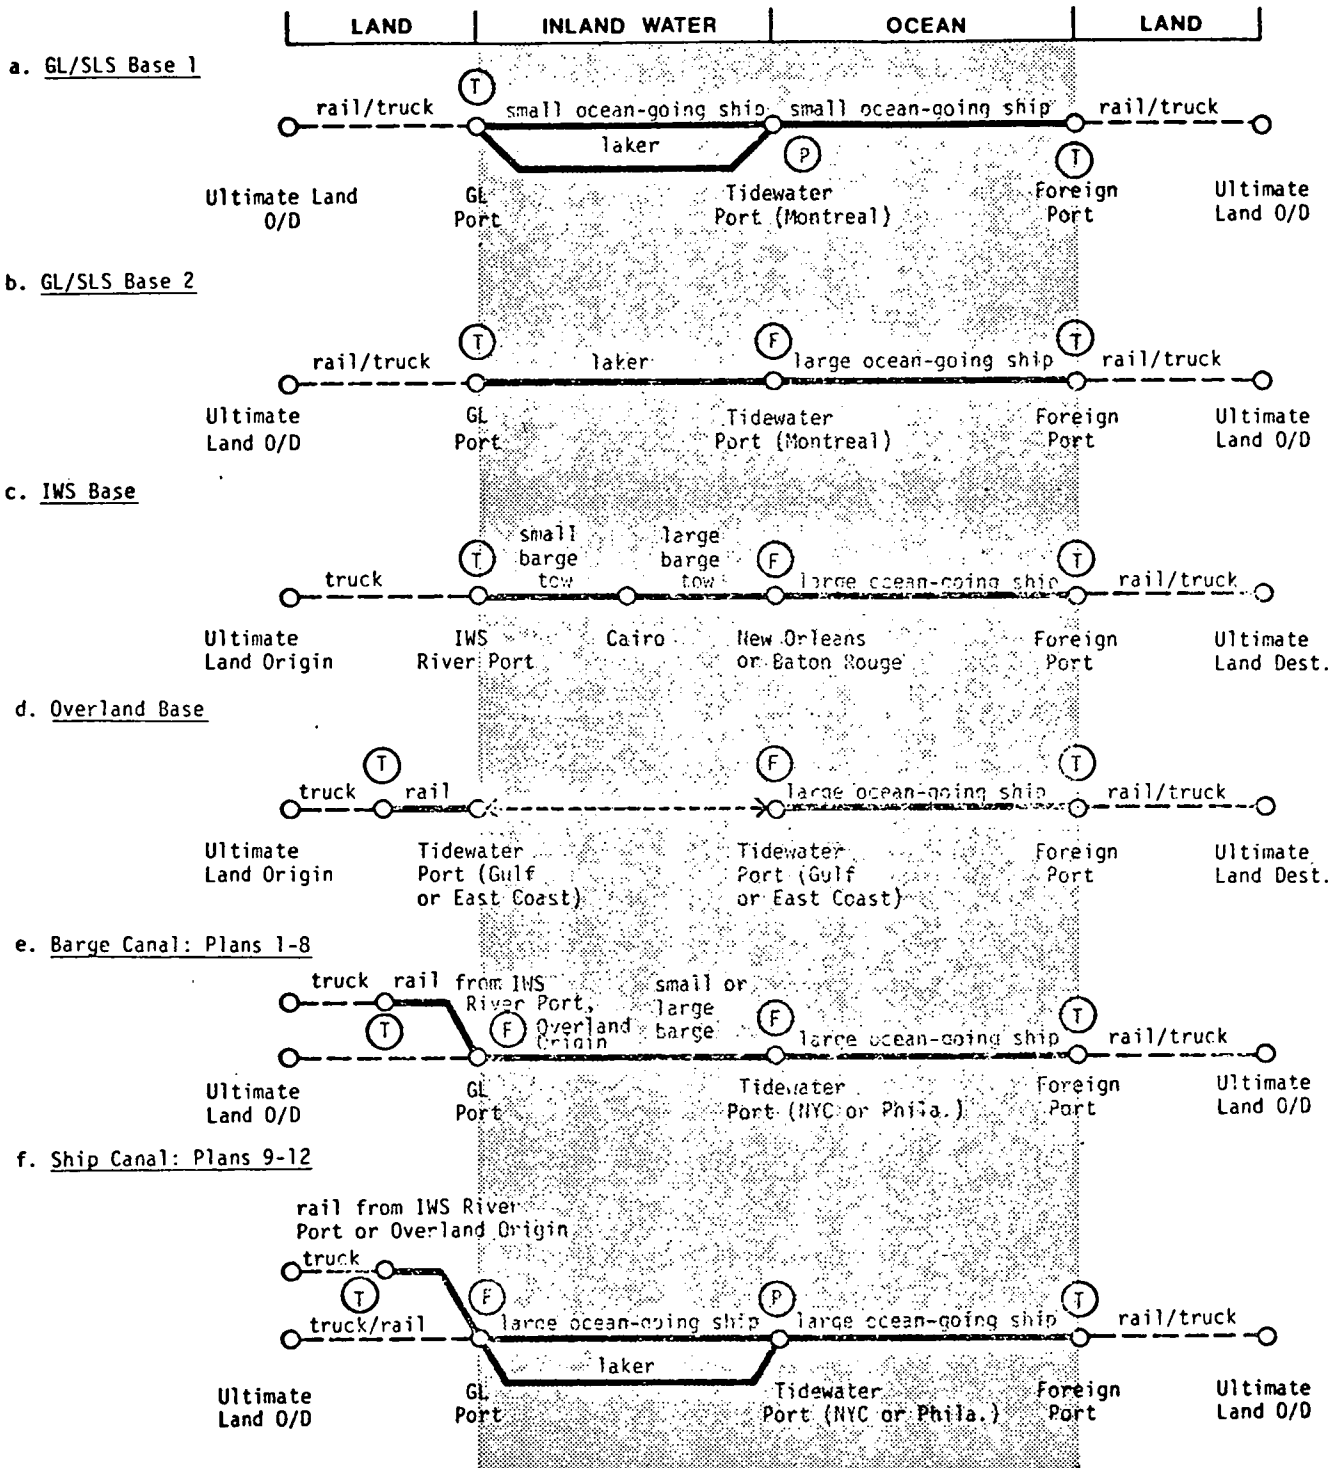 LAND INLAND WATER OCEAN LAND
a. GL/SLS Base 1
T
rail/truck small ocean-going ship small ocean-going ship rail/truck
laker
P T
Ultimate Land GL Tidewater Foreign Ultimate
O/D Port Port (Montreal) Port Land O/D
b. GL/SLS Base 2
T F T
rail/truck laker large ocean-going ship rail/truck
Ultimate GL Tidewater Foreign Ultimate
Land O/D Port Port (Montreal) Port Land O/D
c. IWS Base
small large
T barge barge F T
truck tow tow large ocean-going ship rail/truck
Ultimate IWS Cairo New Orleans Foreign Ultimate
Land Origin River Port or Baton Rouge Port Land Dest.
d. Overland Base
T F T
truck rail large ocean-going ship rail/truck
Ultimate Tidewater Tidewater Foreign Ultimate
Land Origin Port (Gulf Port (Gulf Port Land Dest.
or East Coast) or East Coast)
e. Barge Canal: Plans 1-8
truck rail from IWS small or
River Port, large
T F Overland barge F T
Origin large ocean-going ship rail/truck
Ultimate GL Tidewater Foreign Ultimate
Land O/D Port Port (NYC or Phila.) Port Land O/D
f. Ship Canal: Plans 9-12
rail from IWS River
Port or Overland Origin
truck
T F P T
truck/rail large ocean-going ship large ocean-going ship rail/truck
laker
Ultimate GL Tidewater Foreign Ultimate
Land O/D Port Port (NYC or Phila.) Port Land O/D